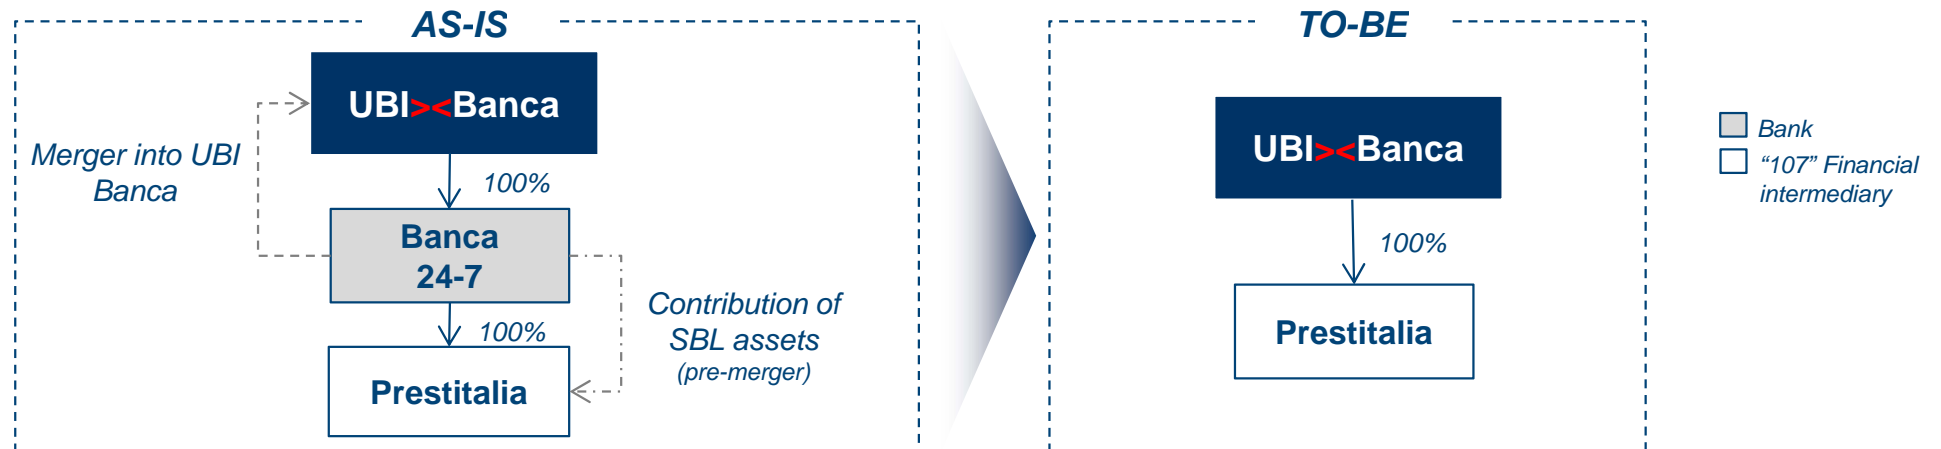 AS-IS
UBI><Banca
Merger into UBI
Banca
100%
Banca
24-7
100%
Contribution of
SBL assets
(pre-merger)
Prestitalia
TO-BE
UBI><Banca
100%
Prestitalia
Bank
“107” Financial
intermediary